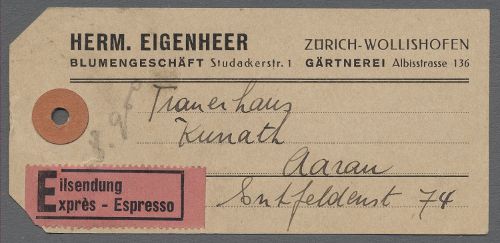 HERM. EIGENHEER ZÜRICH-WOLLISHOFEN
BLUMENGESCHÄFT Studackerstr. 1 GÄRTNEREI Albisstrasse 136
Trauerhaus
Kunath
Aarau
Entfeldenst 74
Eilsendung
Exprès - Espresso